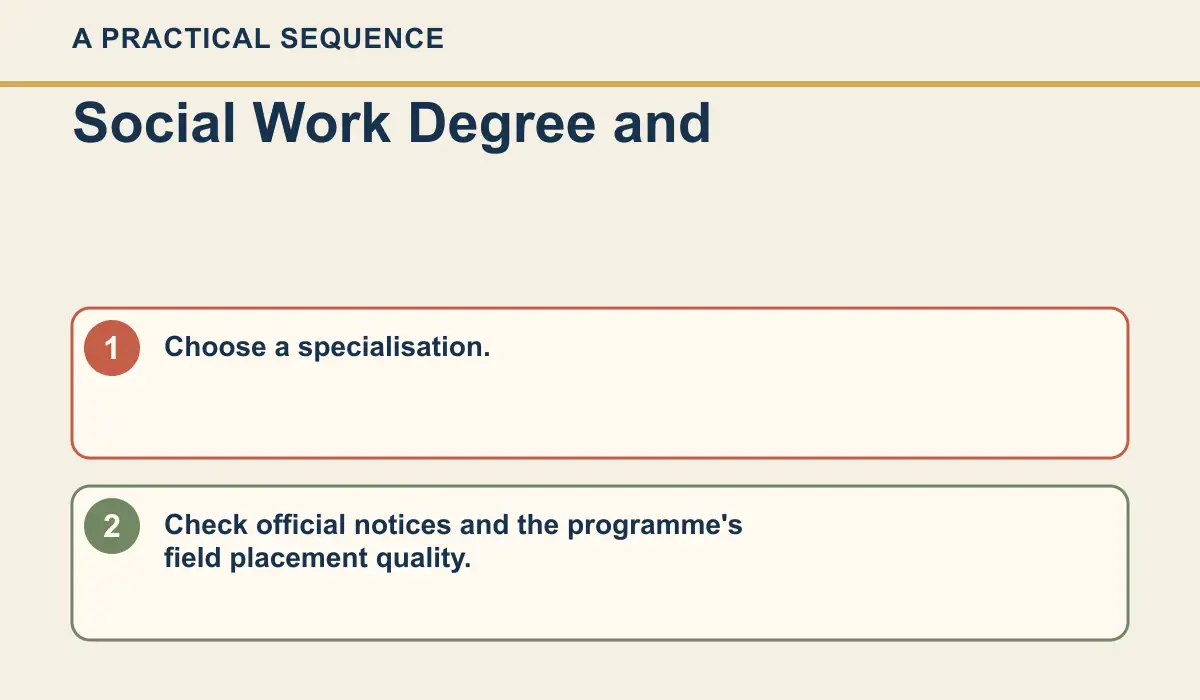 A PRACTICAL SEQUENCE
Social Work Degree and
1
Choose a specialisation.
2
Check official notices and the programme's
field placement quality.